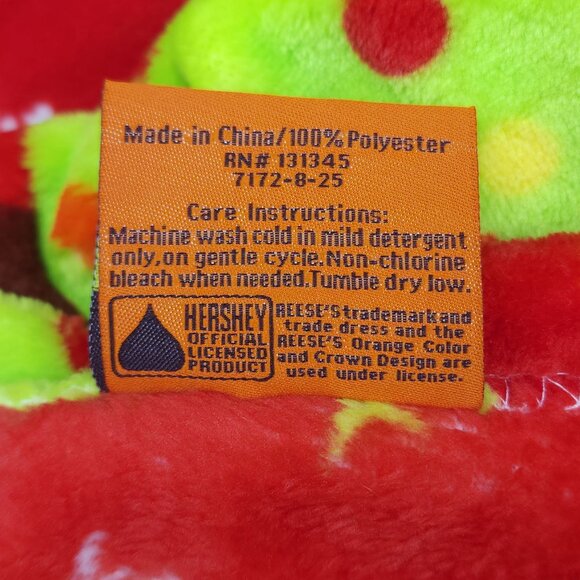 Made in China/100% Polyester
RN# 131345
7172-8-25
Care Instructions:
Machine wash cold in mild detergent
only,on gentle cycle.Non-chlorine
bleach when needed.Tumble dry low.
HERSHEY
OFFICIAL
LICENSED
PRODUCT
REESE'S trademark and
trade dress and the
REESE'S Orange Color
and Crown Design are
used under license.